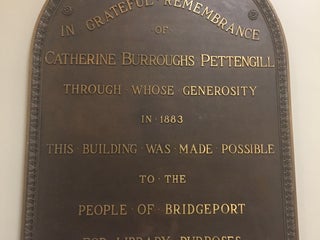 IN GRATEFUL REMEMBRANCE
· OF ·
CATHERINE BURROUGHS PETTENGILL
THROUGH · WHOSE · GENEROSITY
IN · 1883
THIS · BUILDING · WAS · MADE · POSSIBLE
TO · THE
PEOPLE · OF · BRIDGEPORT
FOR · LIBRARY · PURPOSES